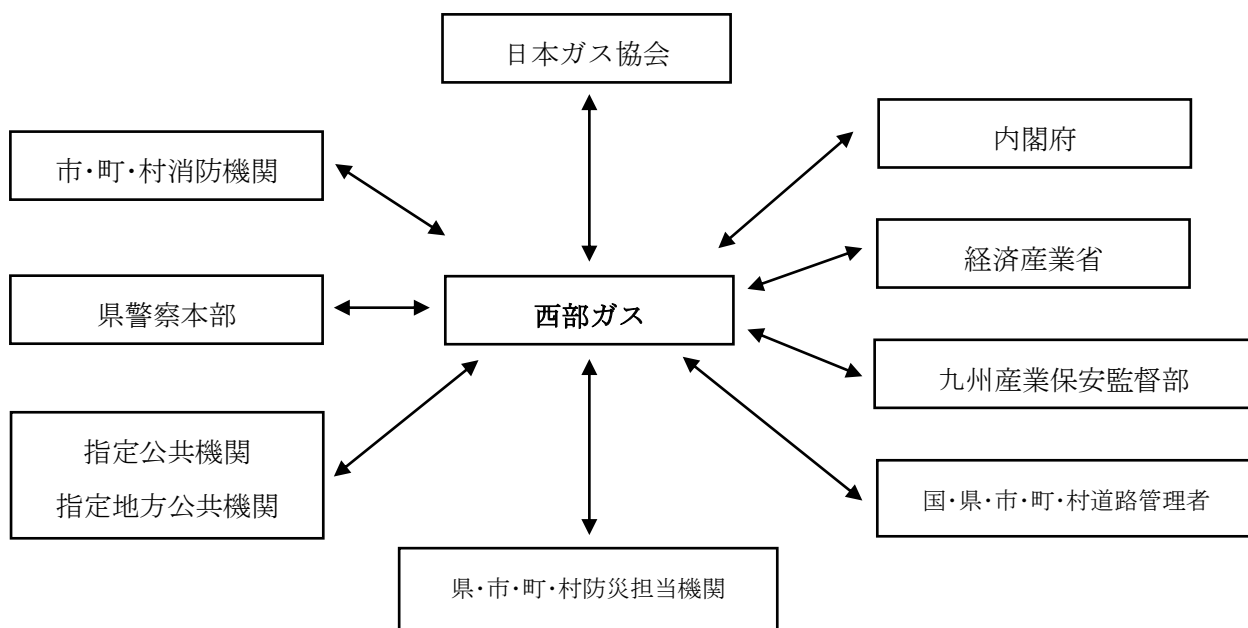 日本ガス協会
内閣府
市・町・村消防機関
経済産業省
県警察本部
西部ガス
九州産業保安監督部
指定公共機関
指定地方公共機関
国・県・市・町・村道路管理者
県・市・町・村防災担当機関